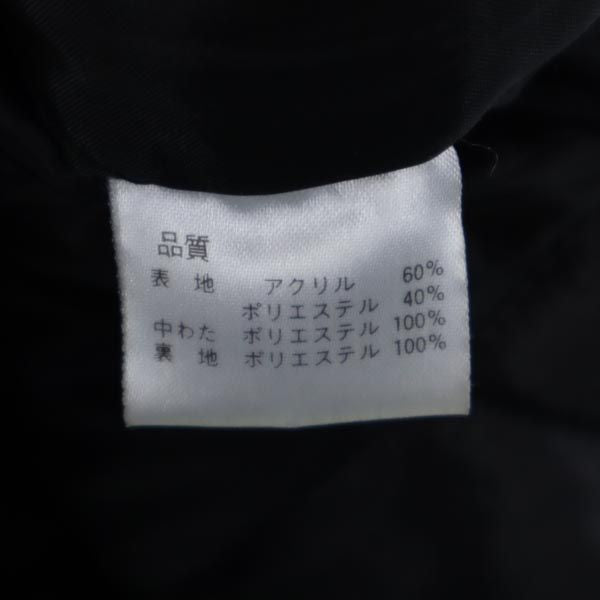 品質
表 地 アクリル 60%
ポリエステル 40%
中わた ポリエステル 100%
裏 地 ポリエステル 100%